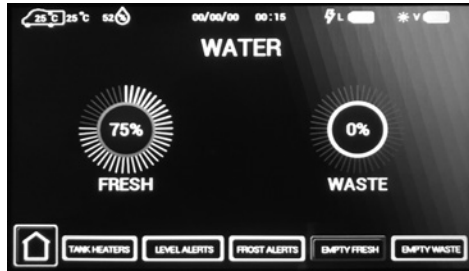 25°C 25°C 52% 00/00/00 00:15 L V
WATER
75% 0%
FRESH WASTE
TANK HEATERS LEVEL ALERTS FROST ALERTS EMPTY FRESH EMPTY WASTE